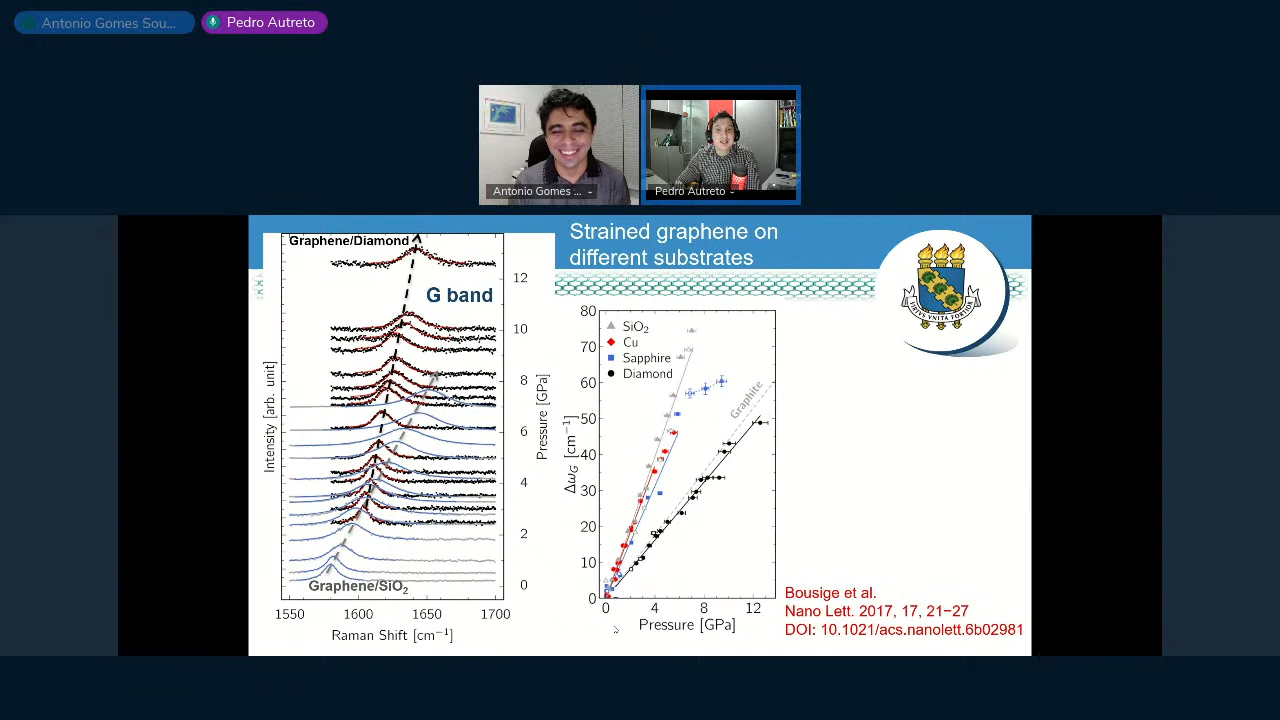 Antonio Gomes Sou...
Pedro Autreto
Antonio Gomes ...
Pedro Autreto
Strained graphene on
different substrates
Graphene/Diamond
G band
Graphene/SiO2
Intensity [arb. unit]
Pressure [GPa]
12
10
8
6
4
2
0
1550
1600
1650
1700
Raman Shift [cm−1]
80
70
60
50
40
30
20
10
0
SiO2
Cu
Sapphire
Diamond
Graphite
ΔωG [cm−1]
0
4
8
12
Pressure [GPa]
VIRTVS VNITA FORTIOR
Bousige et al.
Nano Lett. 2017, 17, 21−27
DOI: 10.1021/acs.nanolett.6b02981